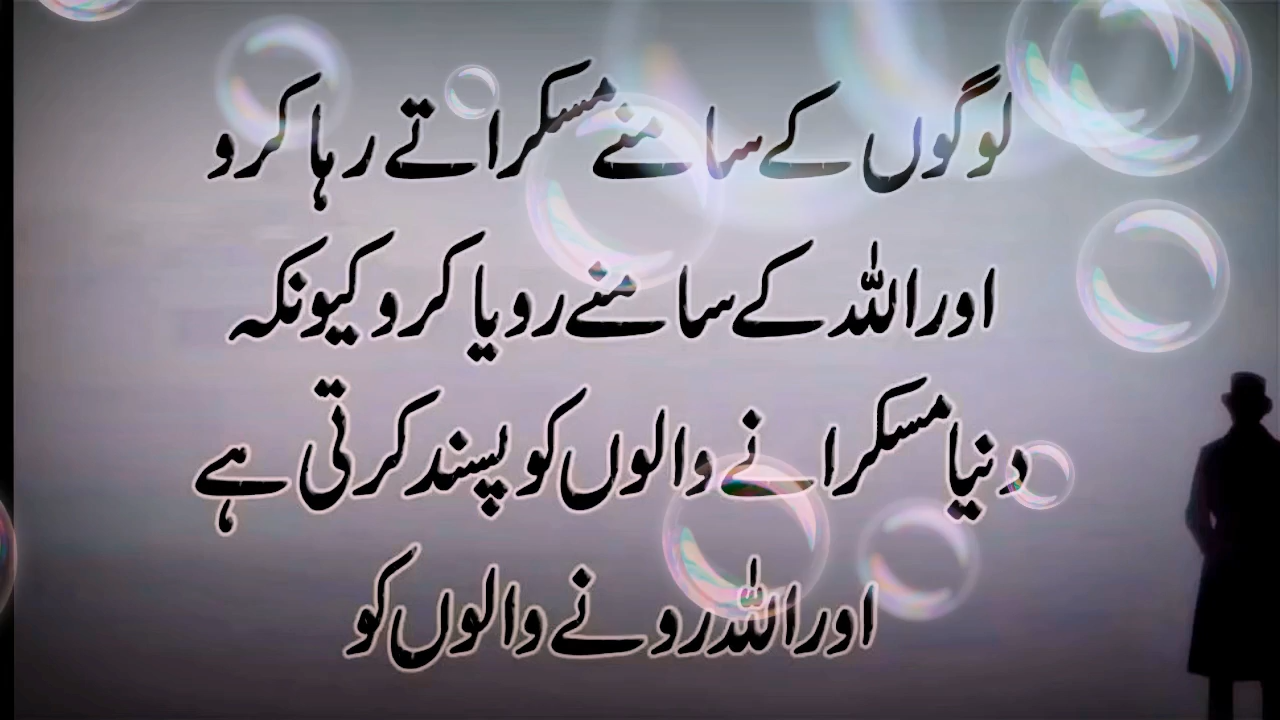 لوگوں کے سامنے مسکراتے رہا کرو
اور اللہ کے سامنے رویا کرو کیونکہ
دنیا مسکرانے والوں کو پسند کرتی ہے
اور اللہ رونے والوں کو